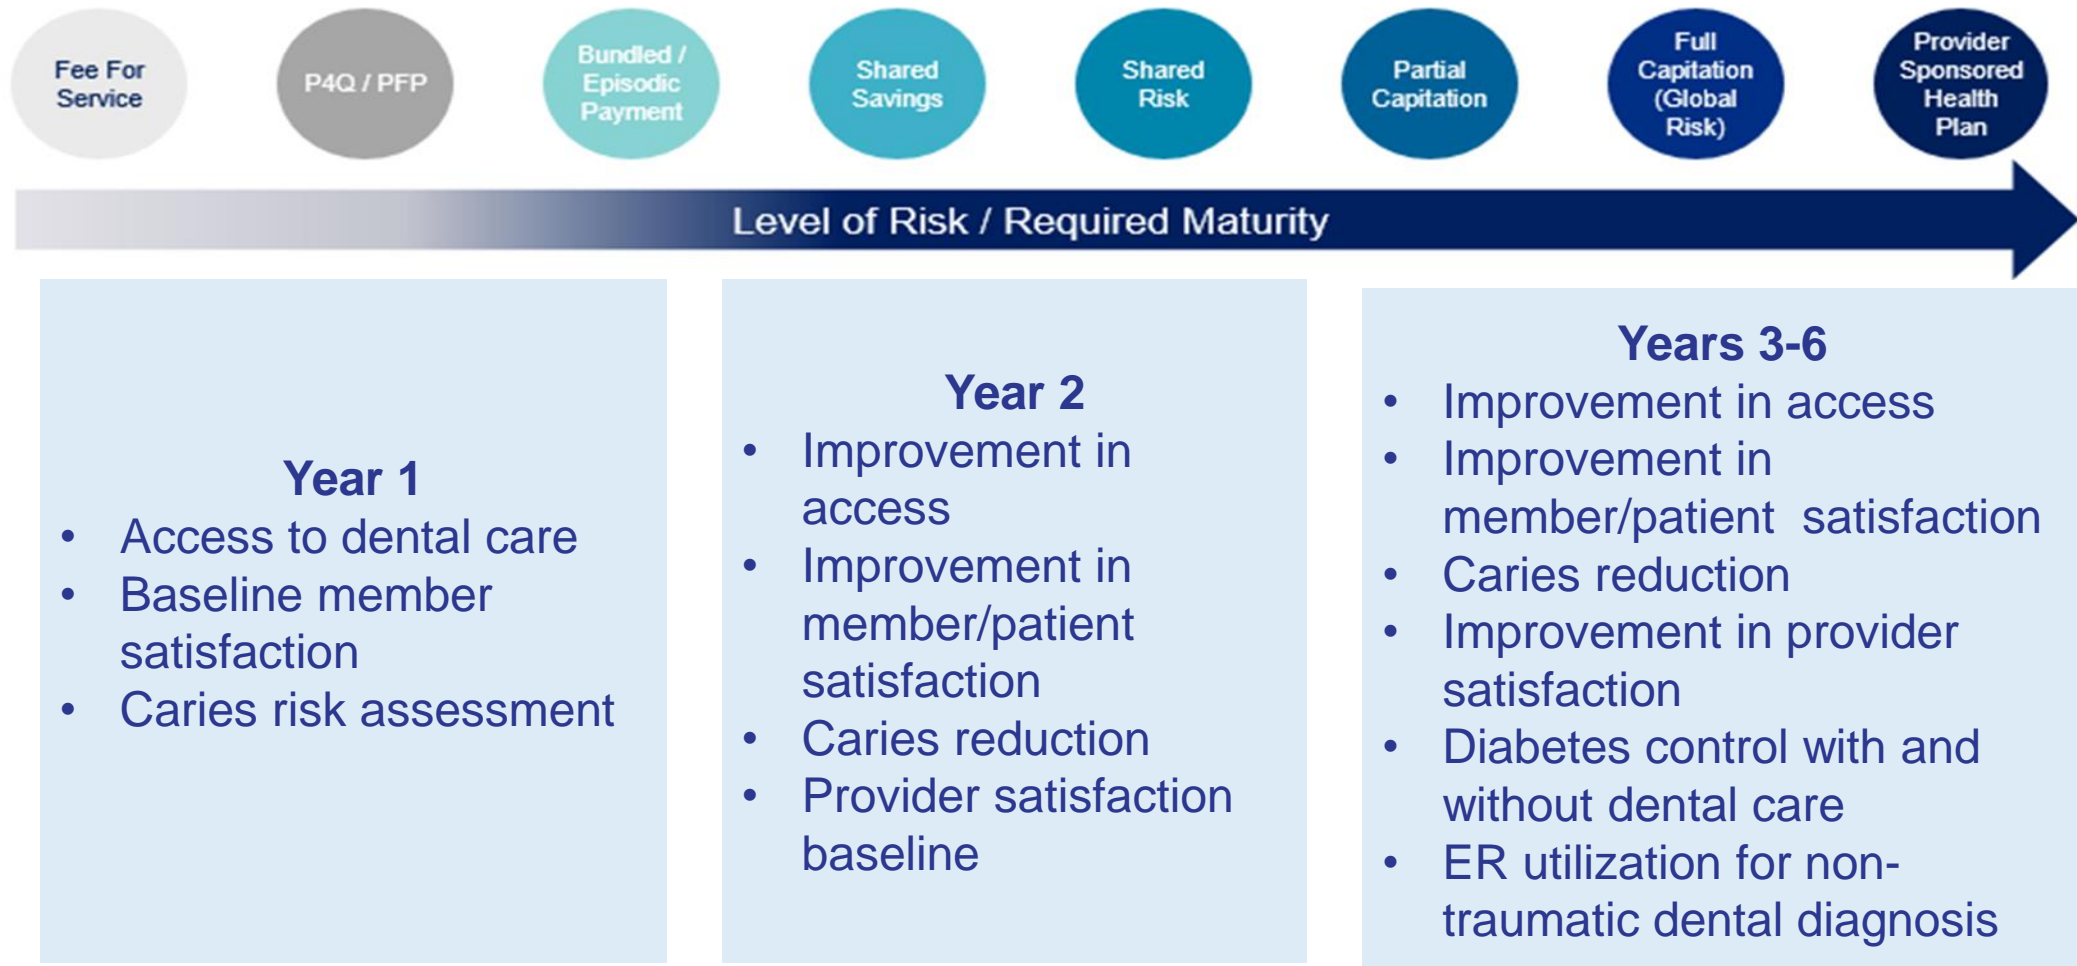 Fee For
Service
P4Q / PFP
Bundled /
Episodic
Payment
Shared
Savings
Shared
Risk
Partial
Capitation
Full
Capitation
(Global
Risk)
Provider
Sponsored
Health
Plan
Level of Risk / Required Maturity
Year 1
• Access to dental care
• Baseline member
satisfaction
• Caries risk assessment
Year 2
• Improvement in
access
• Improvement in
member/patient
satisfaction
• Caries reduction
• Provider satisfaction
baseline
Years 3-6
• Improvement in access
• Improvement in
member/patient satisfaction
• Caries reduction
• Improvement in provider
satisfaction
• Diabetes control with and
without dental care
• ER utilization for non-
traumatic dental diagnosis